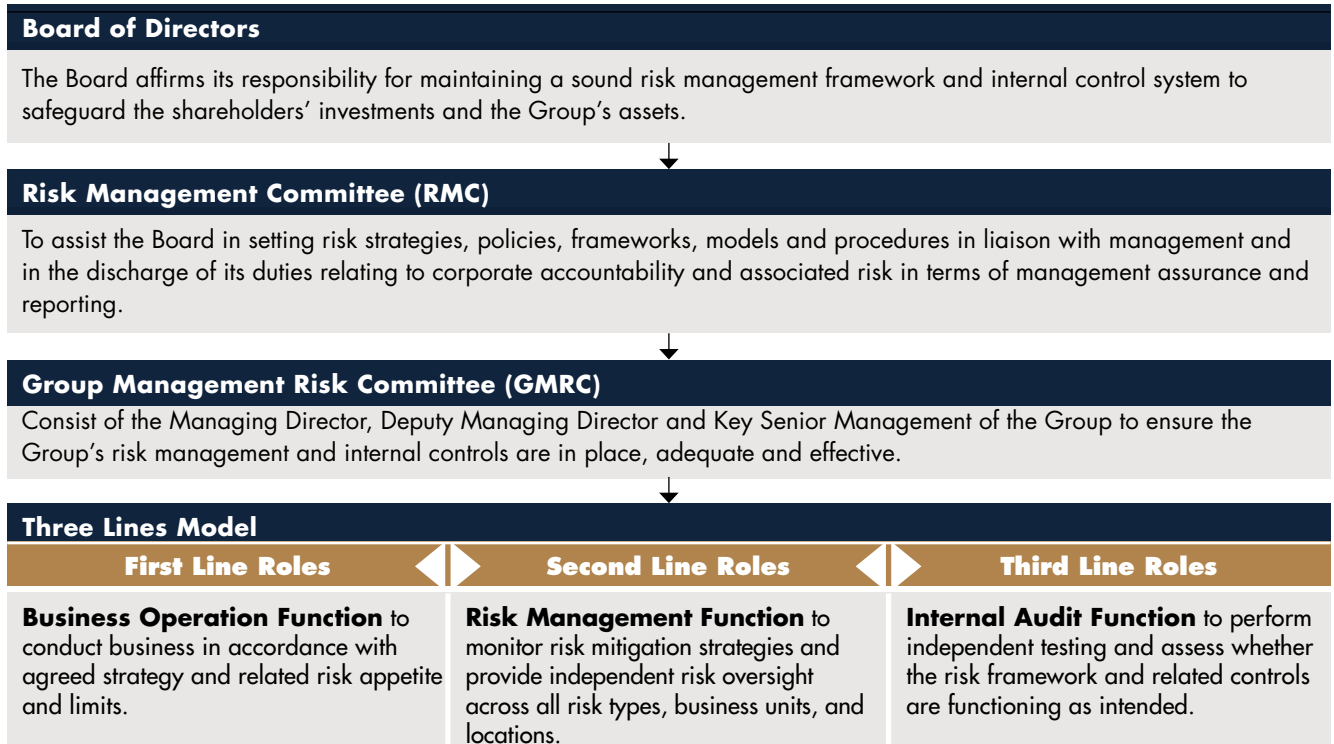 Board of Directors
The Board affirms its responsibility for maintaining a sound risk management framework and internal control system to
safeguard the shareholders’ investments and the Group’s assets.
Risk Management Committee (RMC)
To assist the Board in setting risk strategies, policies, frameworks, models and procedures in liaison with management and
in the discharge of its duties relating to corporate accountability and associated risk in terms of management assurance and
reporting.
Group Management Risk Committee (GMRC)
Consist of the Managing Director, Deputy Managing Director and Key Senior Management of the Group to ensure the
Group’s risk management and internal controls are in place, adequate and effective.
Three Lines Model
First Line Roles
Business Operation Function to
conduct business in accordance with
agreed strategy and related risk appetite
and limits.
Second Line Roles
Risk Management Function to
monitor risk mitigation strategies and
provide independent risk oversight
across all risk types, business units, and
locations.
Third Line Roles
Internal Audit Function to perform
independent testing and assess whether
the risk framework and related controls
are functioning as intended.